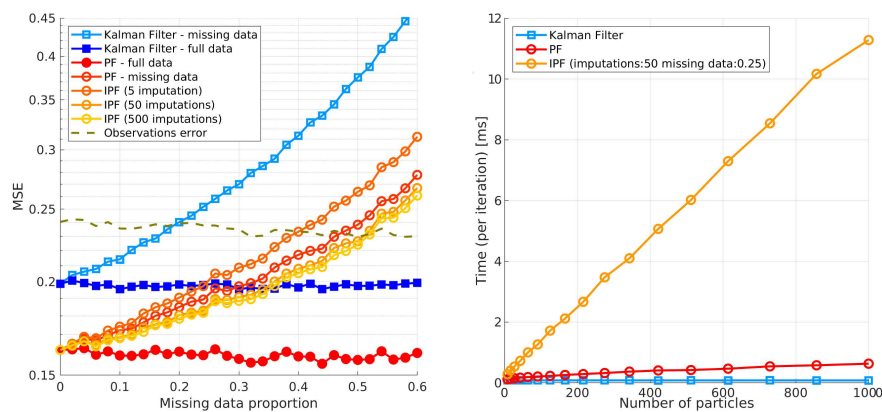 0.45
0.4
0.35
0.3
0.25
0.2
0.15
MSE
Kalman Filter - missing data
Kalman Filter - full data
PF - full data
PF - missing data
IPF (5 imputation)
IPF (50 imputations)
IPF (500 imputations)
Observations error
0 0.1 0.2 0.3 0.4 0.5 0.6
Missing data proportion
12
10
8
6
4
2
0
Time (per iteration) [ms]
Kalman Filter
PF
IPF (imputations:50 missing data:0.25)
0 200 400 600 800 1000
Number of particles